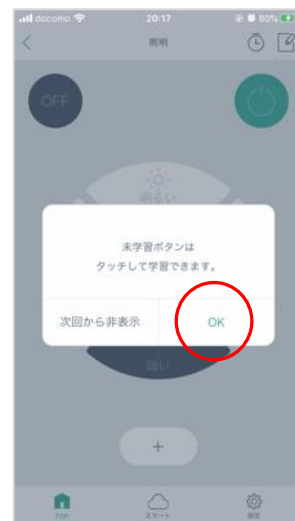 docomo 20:17 80%
照明
OFF
明るい
未学習ボタンは
タッチして学習できます。
次回から非表示 OK
暗い
+
TOP スマート 設定